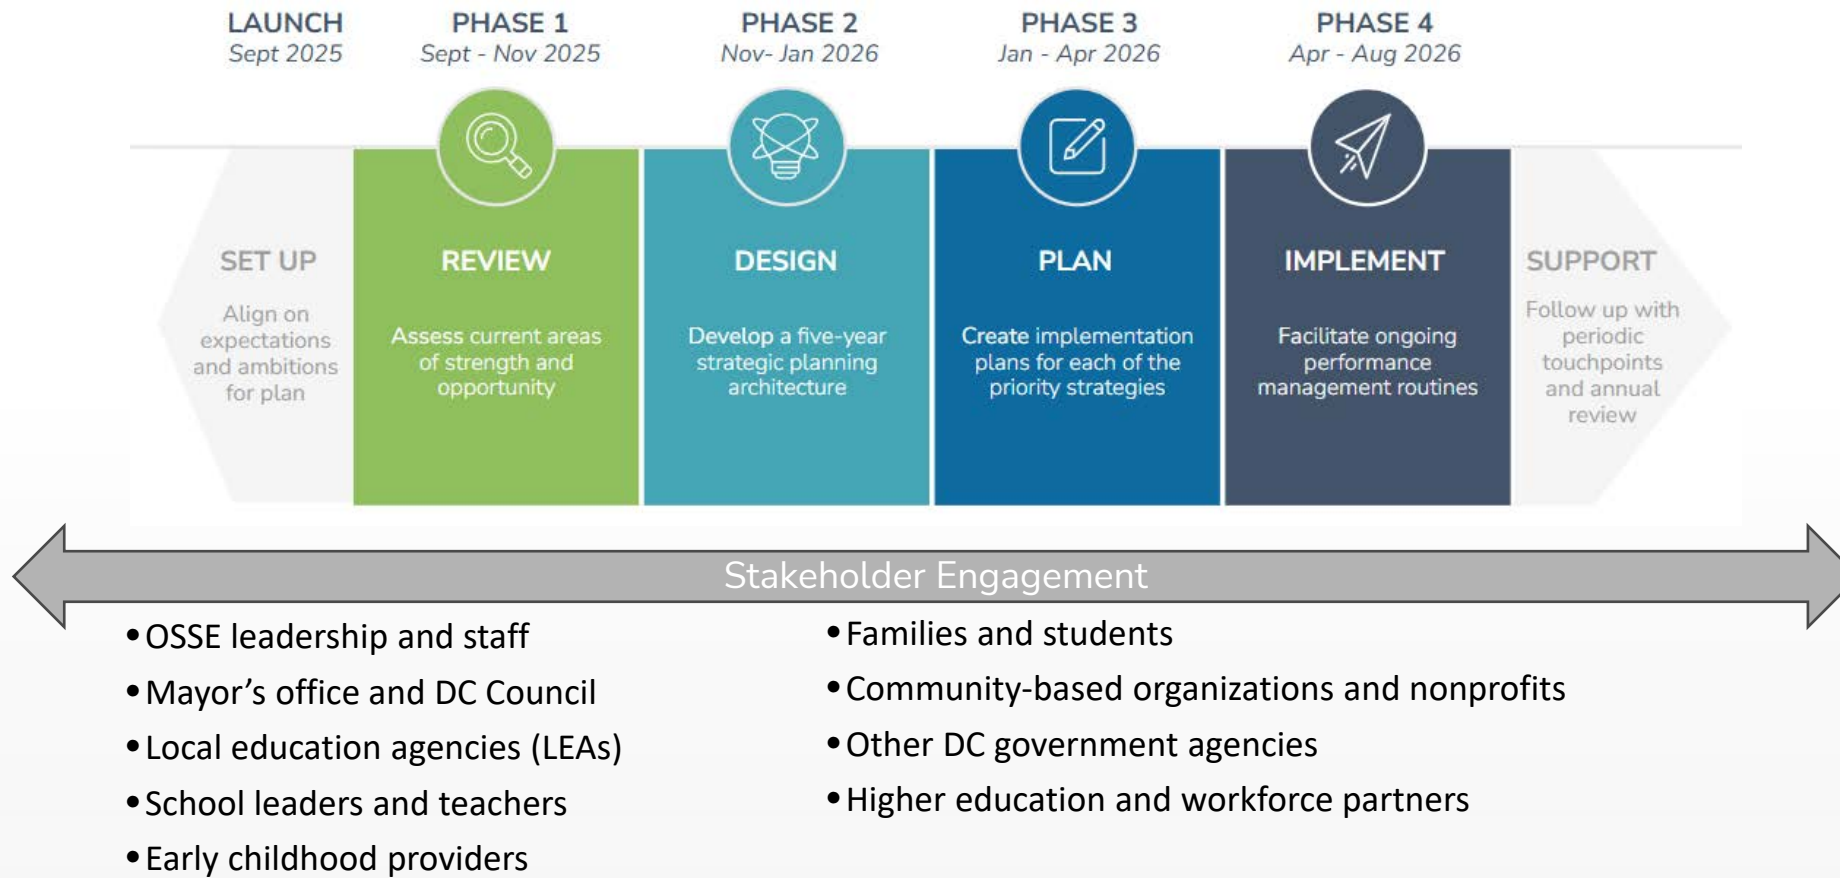 LAUNCH
Sept 2025
PHASE 1
Sept - Nov 2025
PHASE 2
Nov- Jan 2026
PHASE 3
Jan - Apr 2026
PHASE 4
Apr - Aug 2026
SET UP
Align on
expectations
and ambitions
for plan
REVIEW
Assess current areas
of strength and
opportunity
DESIGN
Develop a five-year
strategic planning
architecture
PLAN
Create implementation
plans for each of the
priority strategies
IMPLEMENT
Facilitate ongoing
performance
management routines
SUPPORT
Follow up with
periodic
touchpoints
and annual
review
Stakeholder Engagement
• OSSE leadership and staff
• Mayor’s office and DC Council
• Local education agencies (LEAs)
• School leaders and teachers
• Early childhood providers
• Families and students
• Community-based organizations and nonprofits
• Other DC government agencies
• Higher education and workforce partners